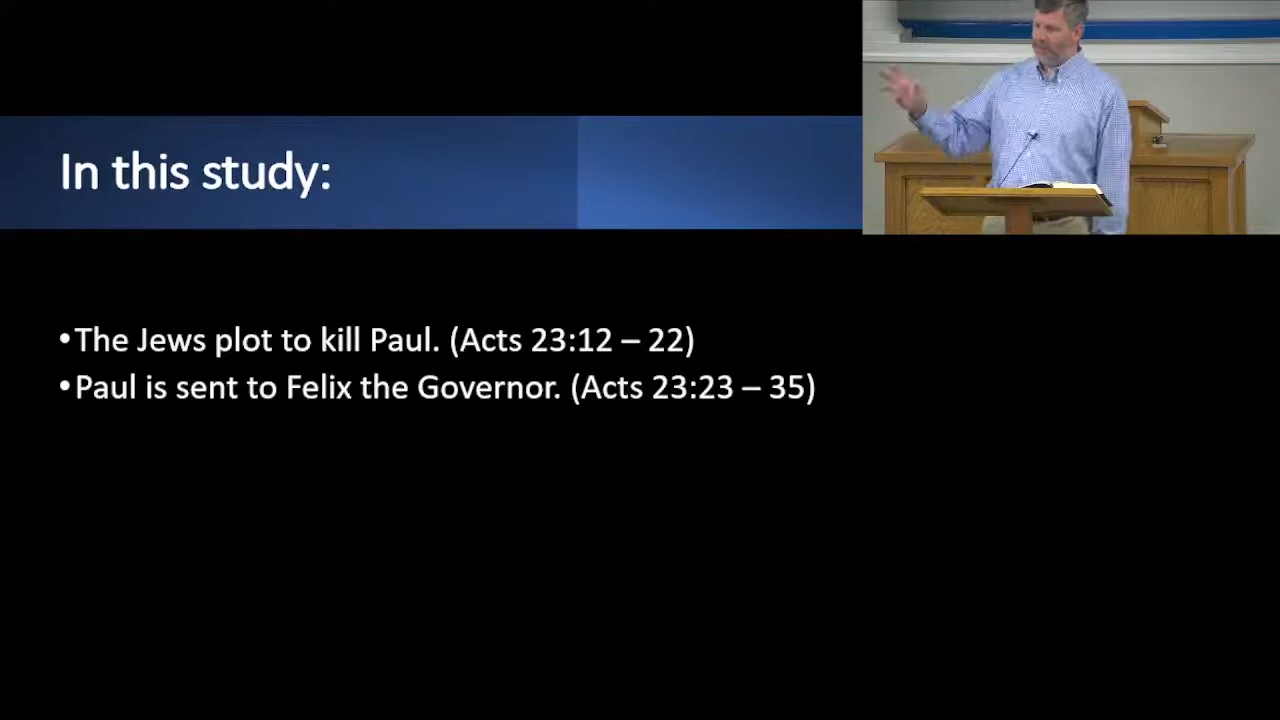 In this study:
•The Jews plot to kill Paul. (Acts 23:12 – 22)
•Paul is sent to Felix the Governor. (Acts 23:23 – 35)